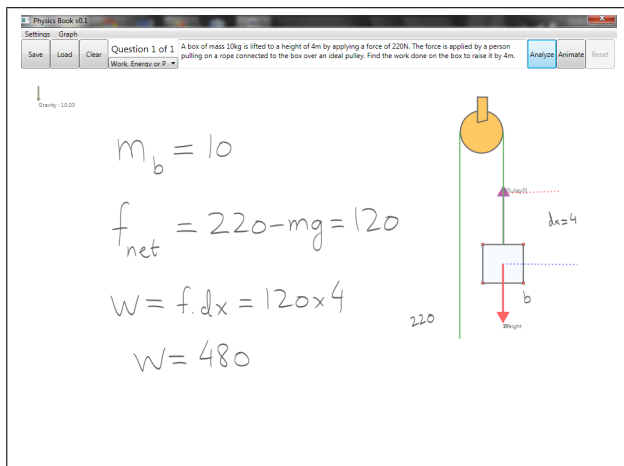 Physics Book v0.1
Settings Graph
Save Load Clear
Question 1 of 1
Work, Energy or P
A box of mass 10kg is lifted to a height of 4m by applying a force of 220N. The force is applied by a person
pulling on a rope connected to the box over an ideal pulley. Find the work done on the box to raise it by 4m.
Analyze Animate Reset
Gravity : 10.00
m_b = 10
f_net = 220-mg = 120
W = f.dx = 120x4
W = 480
dx=4
b
220